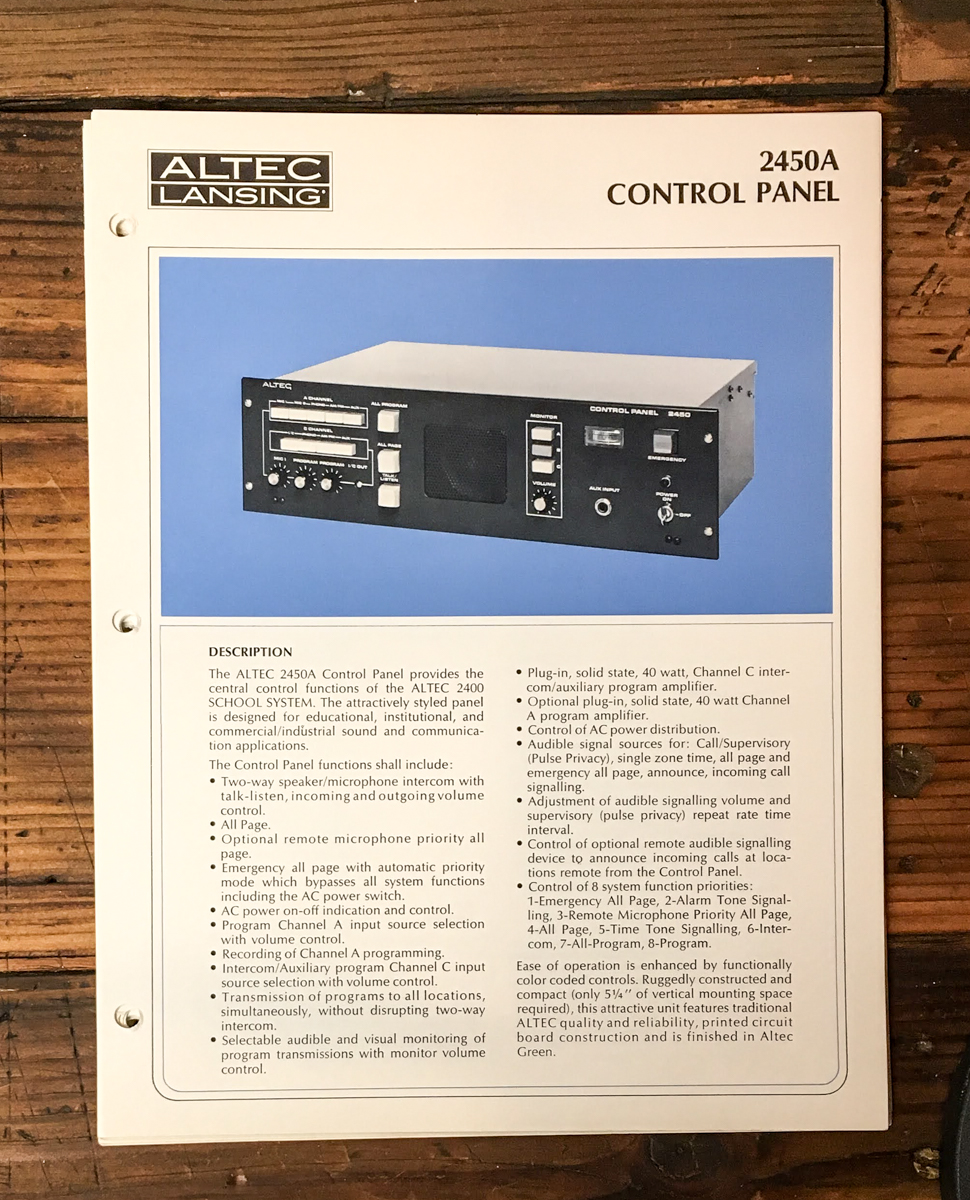 ALTEC
LANSING®
2450A
CONTROL PANEL
ALTEC
A CHANNEL
ALL PROGRAM
C CHANNEL
ALL PAGE
MIC 1 PROGRAM PROGRAM I/C OUT
TALK/
LISTEN
MONITOR
A
C
VOLUME
CONTROL PANEL 2450
EMERGENCY
AUX INPUT
POWER
ON
OFF
DESCRIPTION
The ALTEC 2450A Control Panel provides the
central control functions of the ALTEC 2400
SCHOOL SYSTEM. The attractively styled panel
is designed for educational, institutional, and
commercial/industrial sound and communica-
tion applications.
The Control Panel functions shall include:
• Two-way speaker/microphone intercom with
talk-listen, incoming and outgoing volume
control.
• All Page.
• Optional remote microphone priority all
page.
• Emergency all page with automatic priority
mode which bypasses all system functions
including the AC power switch.
• AC power on-off indication and control.
• Program Channel A input source selection
with volume control.
• Recording of Channel A programming.
• Intercom/Auxiliary program Channel C input
source selection with volume control.
• Transmission of programs to all locations,
simultaneously, without disrupting two-way
intercom.
• Selectable audible and visual monitoring of
program transmissions with monitor volume
control.
• Plug-in, solid state, 40 watt, Channel C inter-
com/auxiliary program amplifier.
• Optional plug-in, solid state, 40 watt Channel
A program amplifier.
• Control of AC power distribution.
• Audible signal sources for: Call/Supervisory
(Pulse Privacy), single zone time, all page and
emergency all page, announce, incoming call
signalling.
• Adjustment of audible signalling volume and
supervisory (pulse privacy) repeat rate time
interval.
• Control of optional remote audible signalling
device to announce incoming calls at loca-
tions remote from the Control Panel.
• Control of 8 system function priorities:
1-Emergency All Page, 2-Alarm Tone Signal-
ling, 3-Remote Microphone Priority All Page,
4-All Page, 5-Time Tone Signalling, 6-Inter-
com, 7-All-Program, 8-Program.
Ease of operation is enhanced by functionally
color coded controls. Ruggedly constructed and
compact (only 5¼" of vertical mounting space
required), this attractive unit features traditional
ALTEC quality and reliability, printed circuit
board construction and is finished in Altec
Green.